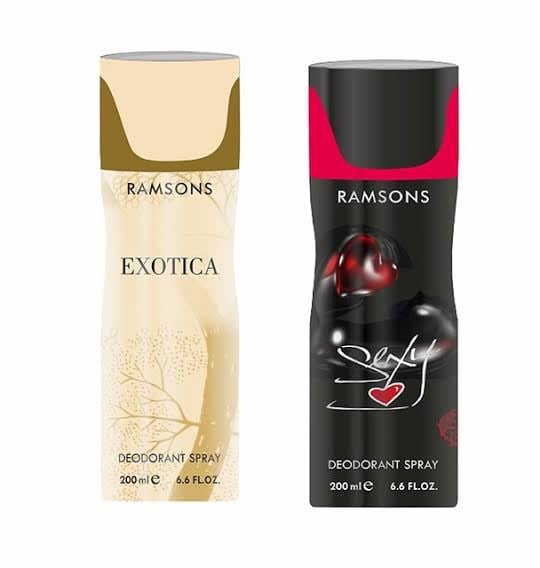 RAMSONS
EXOTICA
DEODORANT SPRAY
200 ml e 6.6 FL.OZ.
RAMSONS
Sexy
DEODORANT SPRAY
200 ml e 6.6 FL.OZ.